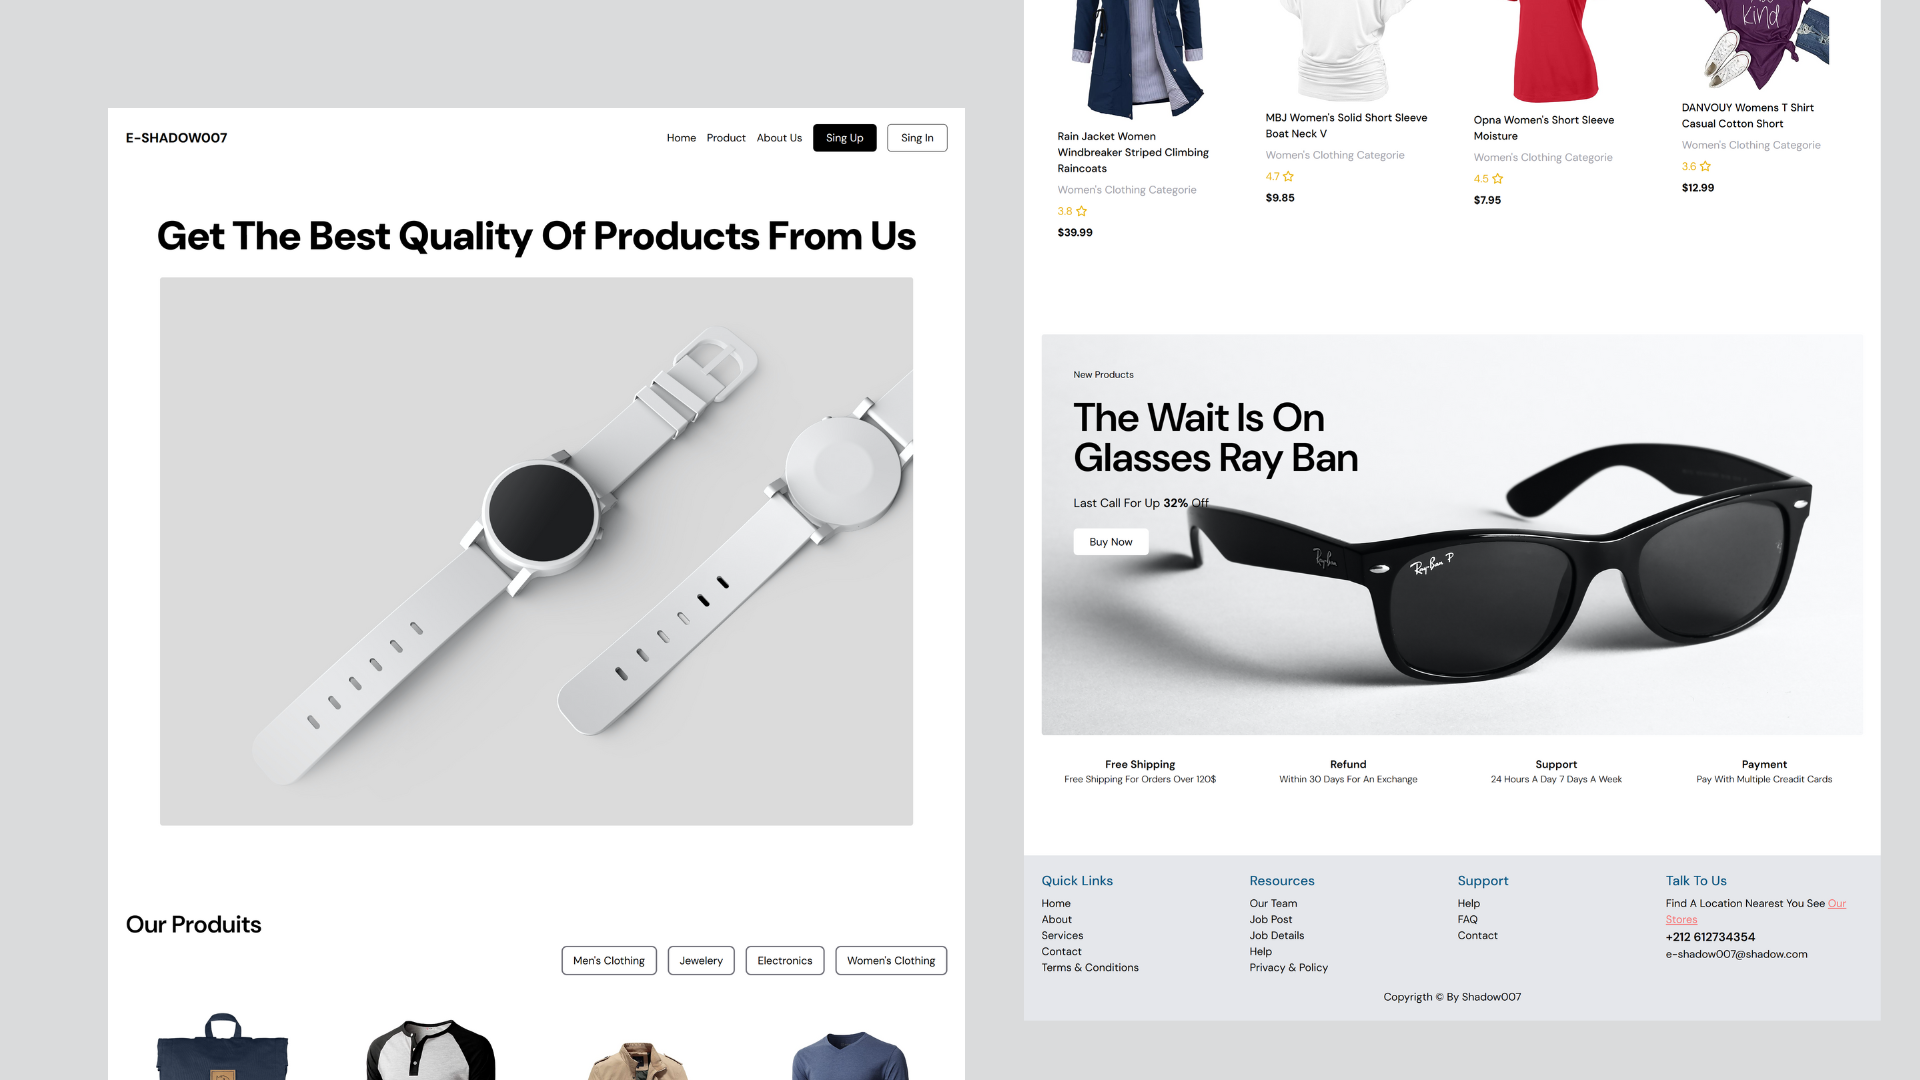 E-SHADOW007
Home Product About Us Sing Up Sing In
Get The Best Quality Of Products From Us
Our Produits
Men's Clothing Jewelery Electronics Women's Clothing
kind
Rain Jacket Women
Windbreaker Striped Climbing
Raincoats
Women's Clothing Categorie
3.8
$39.99
MBJ Women's Solid Short Sleeve
Boat Neck V
Women's Clothing Categorie
4.7
$9.85
Opna Women's Short Sleeve
Moisture
Women's Clothing Categorie
4.5
$7.95
DANVOUY Womens T Shirt
Casual Cotton Short
Women's Clothing Categorie
3.6
$12.99
New Products
The Wait Is On
Glasses Ray Ban
Last Call For Up 32% Off
Buy Now
Ray-Ban
Ray-Ban P
Free Shipping
Free Shipping For Orders Over 120$
Refund
Within 30 Days For An Exchange
Support
24 Hours A Day 7 Days A Week
Payment
Pay With Multiple Creadit Cards
Quick Links
Home
About
Services
Contact
Terms & Conditions
Resources
Our Team
Job Post
Job Details
Help
Privacy & Policy
Support
Help
FAQ
Contact
Talk To Us
Find A Location Nearest You See Our
Stores
+212 612734354
e-shadow007@shadow.com
Copyrigth © By Shadow007